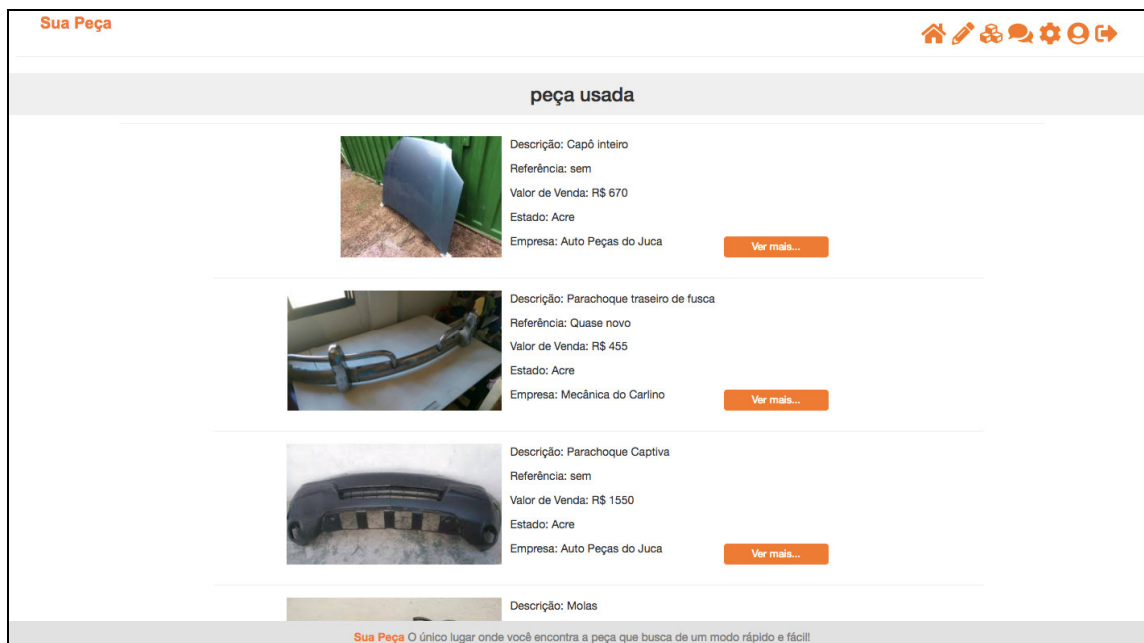 Sua Peça
peça usada
Descrição: Capô inteiro
Referência: sem
Valor de Venda: R$ 670
Estado: Acre
Empresa: Auto Peças do Juca
Ver mais...
Descrição: Parachoque traseiro de fusca
Referência: Quase novo
Valor de Venda: R$ 455
Estado: Acre
Empresa: Mecânica do Carlino
Ver mais...
Descrição: Parachoque Captiva
Referência: sem
Valor de Venda: R$ 1550
Estado: Acre
Empresa: Auto Peças do Juca
Ver mais...
Descrição: Molas
Sua Peça O único lugar onde você encontra a peça que busca de um modo rápido e fácil!